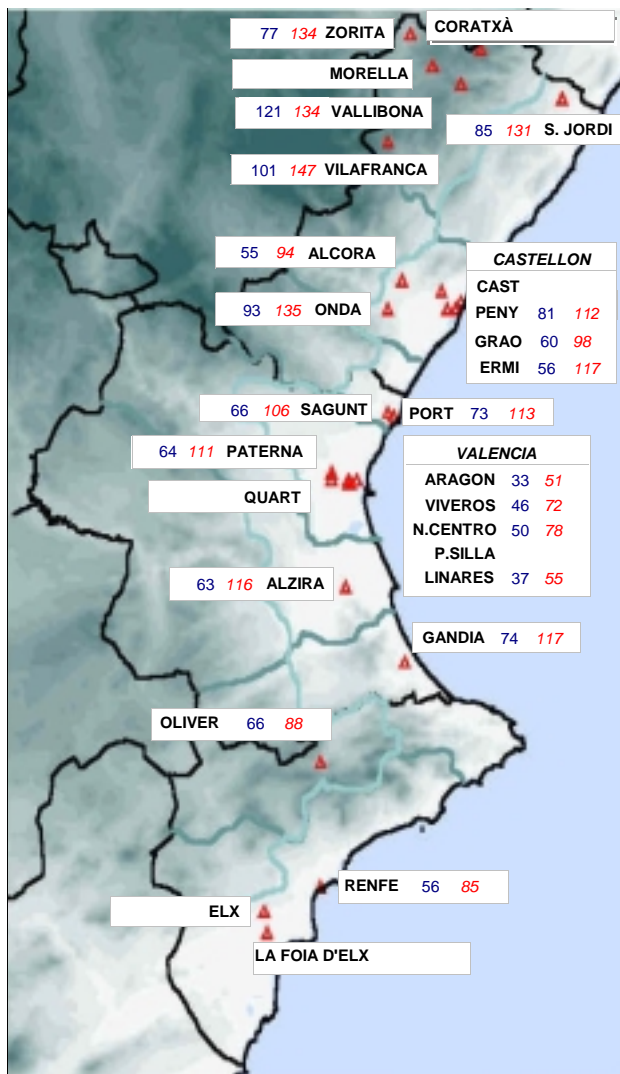 77 134 ZORITA
CORATXÀ
MORELLA
121 134 VALLIBONA
85 131 S. JORDI
101 147 VILAFRANCA
55 94 ALCORA
CASTELLON
CAST
PENY 81 112
GRAO 60 98
ERMI 56 117
93 135 ONDA
66 106 SAGUNT
PORT 73 113
64 111 PATERNA
QUART
VALENCIA
ARAGON 33 51
VIVEROS 46 72
N.CENTRO 50 78
P.SILLA
LINARES 37 55
63 116 ALZIRA
GANDIA 74 117
OLIVER 66 88
RENFE 56 85
ELX
LA FOIA D'ELX